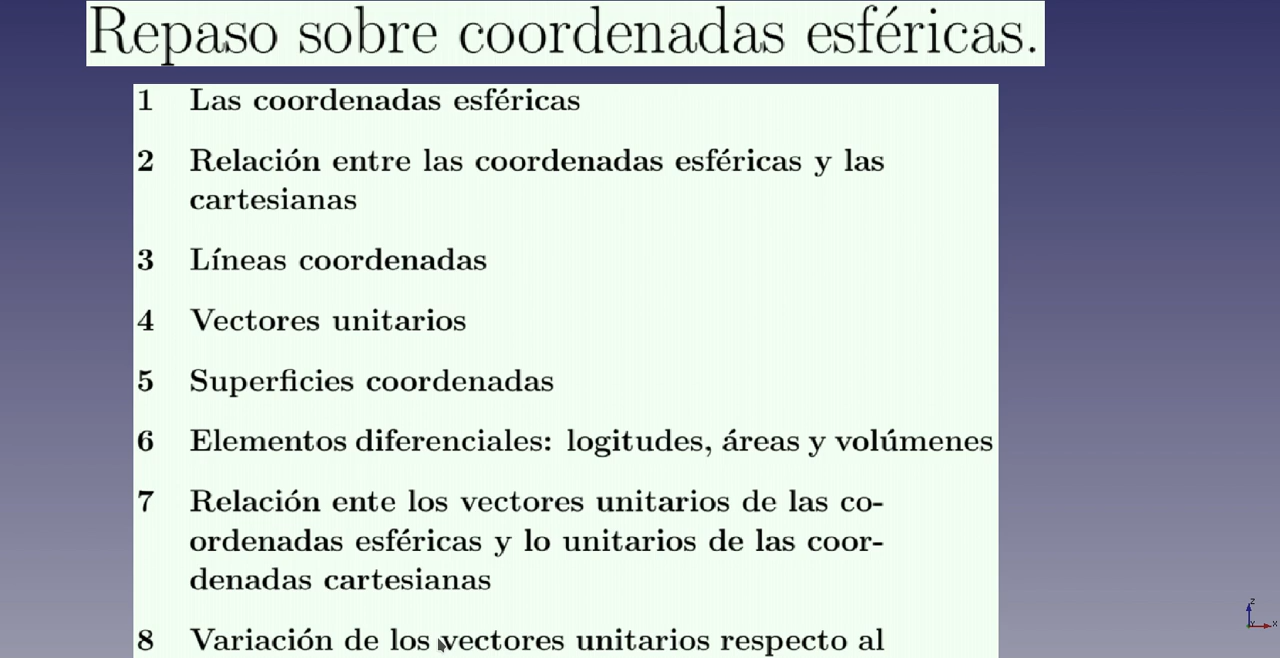 Repaso sobre coordenadas esféricas.
1 Las coordenadas esféricas
2 Relación entre las coordenadas esféricas y las
cartesianas
3 Líneas coordenadas
4 Vectores unitarios
5 Superficies coordenadas
6 Elementos diferenciales: logitudes, áreas y volúmenes
7 Relación ente los vectores unitarios de las co-
ordenadas esféricas y lo unitarios de las coor-
denadas cartesianas
8 Variación de los vectores unitarios respecto al
z
Y x